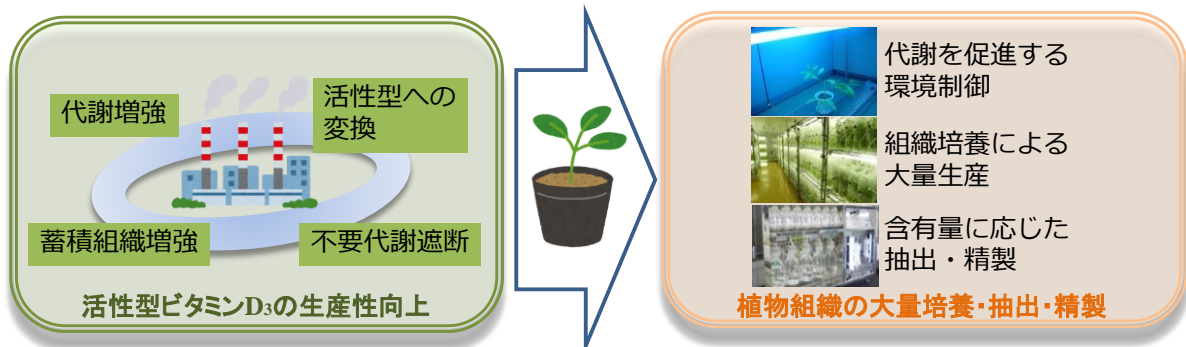 代謝増強
活性型への
変換
蓄積組織増強
不要代謝遮断
活性型ビタミンD₃の生産性向上
代謝を促進する
環境制御
組織培養による
大量生産
含有量に応じた
抽出・精製
植物組織の大量培養・抽出・精製